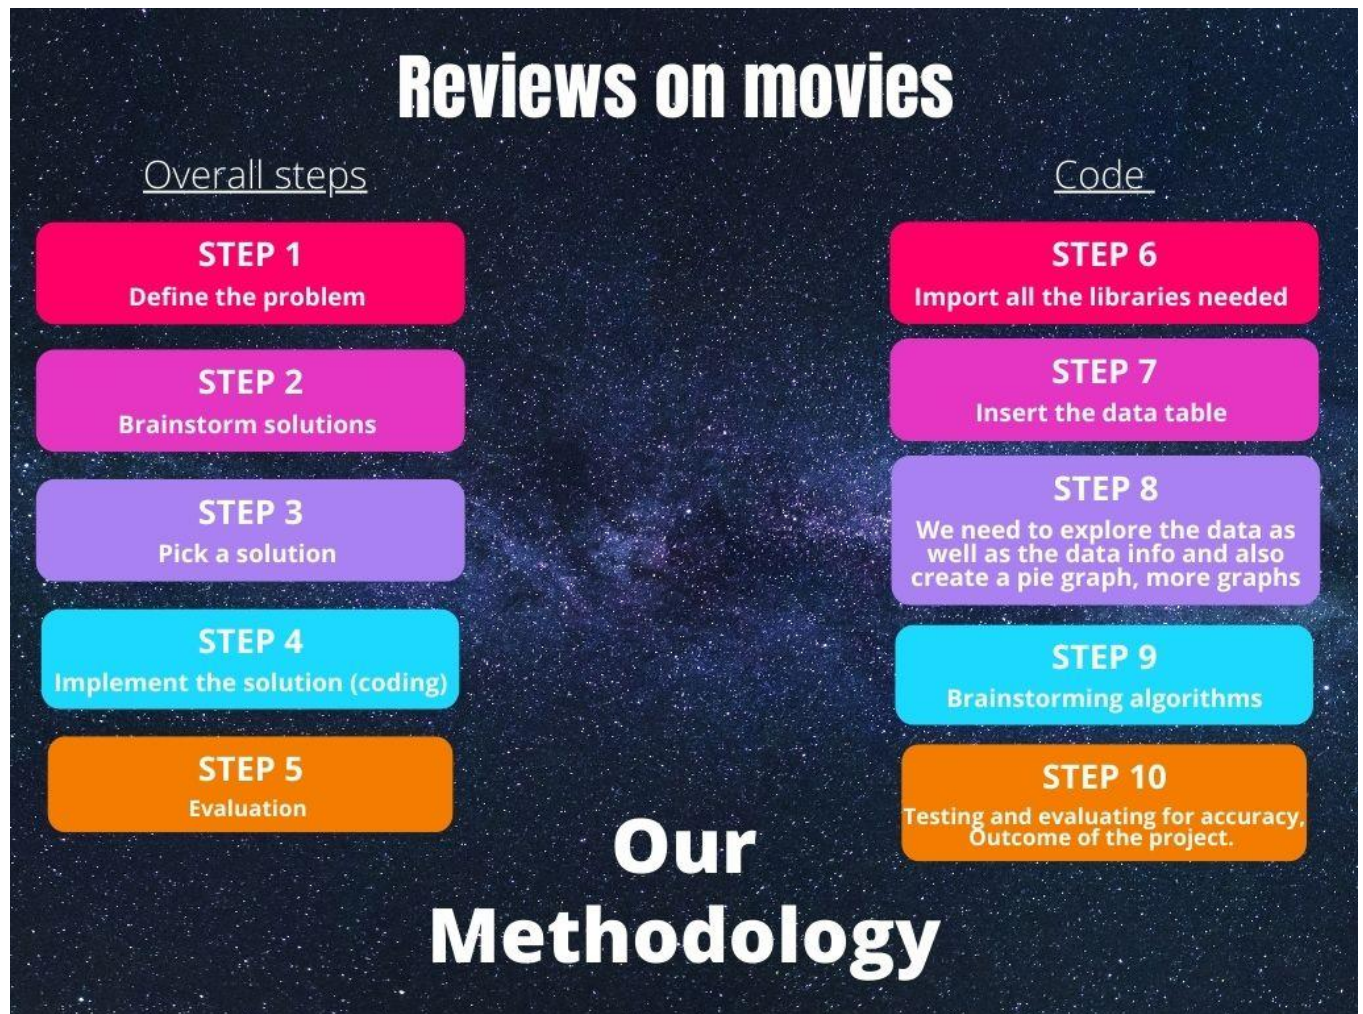 Reviews on movies
Overall steps
STEP 1
Define the problem
STEP 2
Brainstorm solutions
STEP 3
Pick a solution
STEP 4
Implement the solution (coding)
STEP 5
Evaluation
Code
STEP 6
Import all the libraries needed
STEP 7
Insert the data table
STEP 8
We need to explore the data as
well as the data info and also
create a pie graph, more graphs
STEP 9
Brainstorming algorithms
STEP 10
Testing and evaluating for accuracy,
Outcome of the project.
Our
Methodology